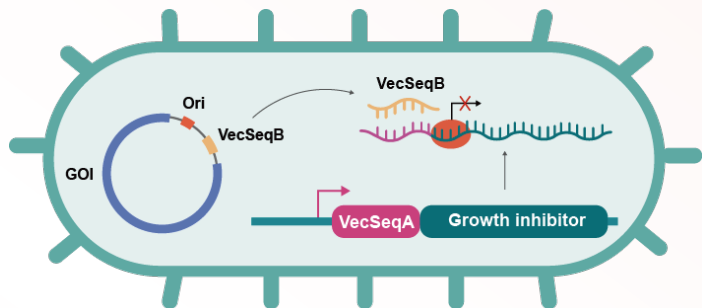 VecSeqB
Ori
VecSeqB
GOI
VecSeqA
Growth inhibitor